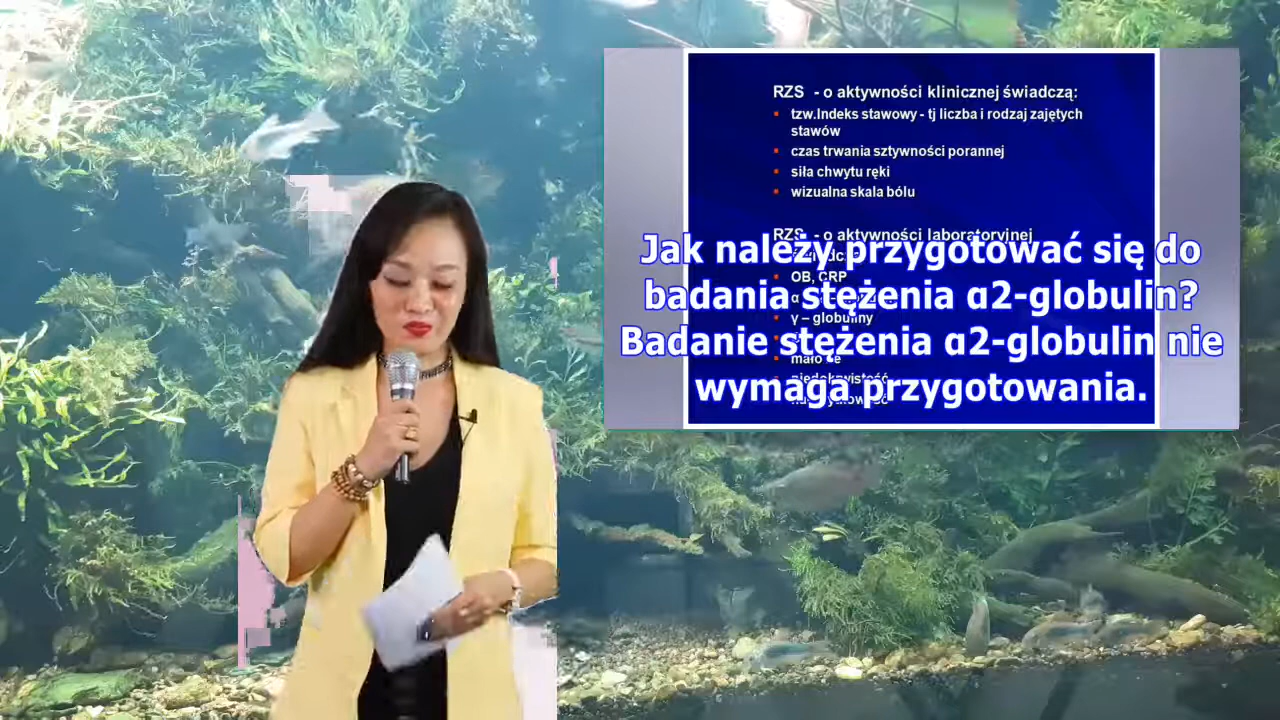 RZS - o aktywności klinicznej świadczą:
tzw.Indeks stawowy - tj liczba i rodzaj zajętych
stawów
czas trwania sztywności porannej
siła chwytu ręki
wizualna skala bólu
RZS - o aktywności laboratoryjnej
OB, CRP
γ – globuliny
Jak należy przygotować się do
badania stężenia α2-globulin?
Badanie stężenia α2-globulin nie
wymaga przygotowania.